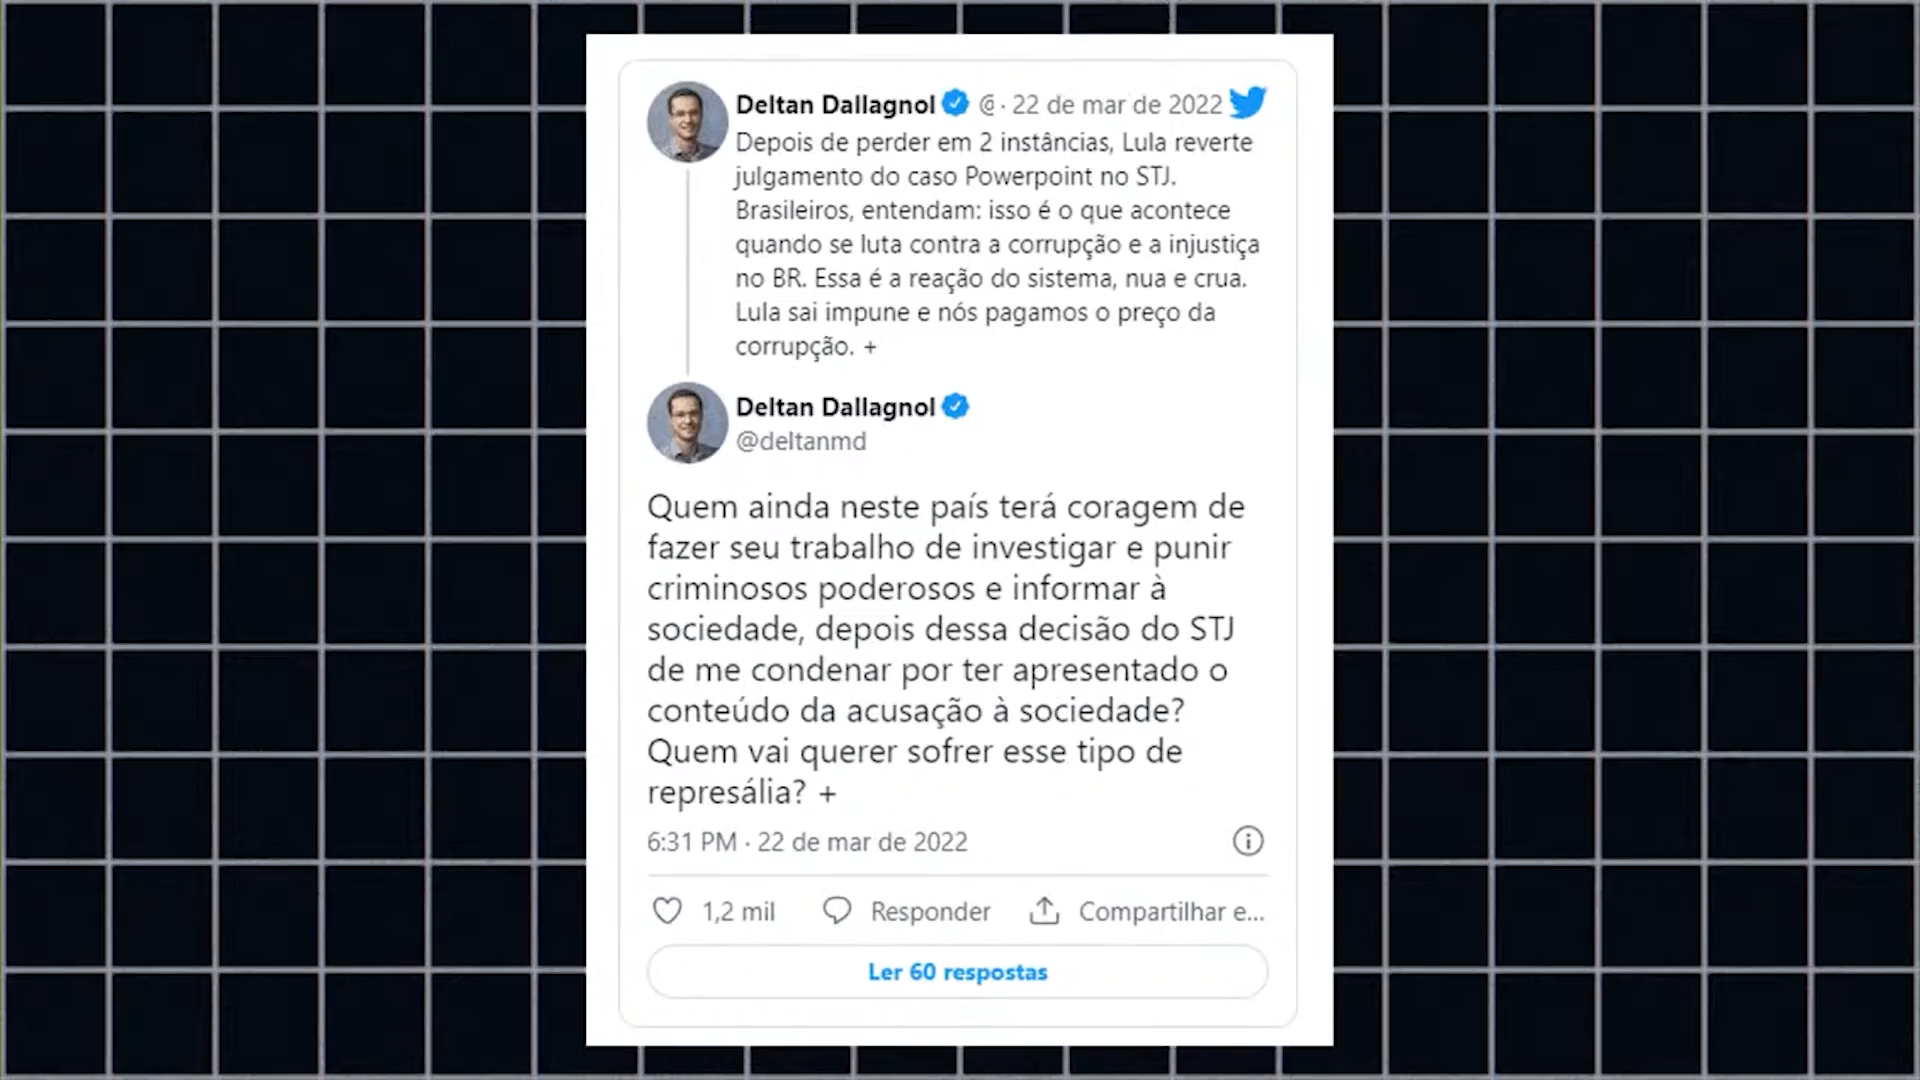 Deltan Dallagnol @ · 22 de mar de 2022
Depois de perder em 2 instâncias, Lula reverte
julgamento do caso Powerpoint no STJ.
Brasileiros, entendam: isso é o que acontece
quando se luta contra a corrupção e a injustiça
no BR. Essa é a reação do sistema, nua e crua.
Lula sai impune e nós pagamos o preço da
corrupção. +
Deltan Dallagnol
@deltanmd
Quem ainda neste país terá coragem de
fazer seu trabalho de investigar e punir
criminosos poderosos e informar à
sociedade, depois dessa decisão do STJ
de me condenar por ter apresentado o
conteúdo da acusação à sociedade?
Quem vai querer sofrer esse tipo de
represália? +
6:31 PM · 22 de mar de 2022
1,2 mil Responder Compartilhar e...
Ler 60 respostas